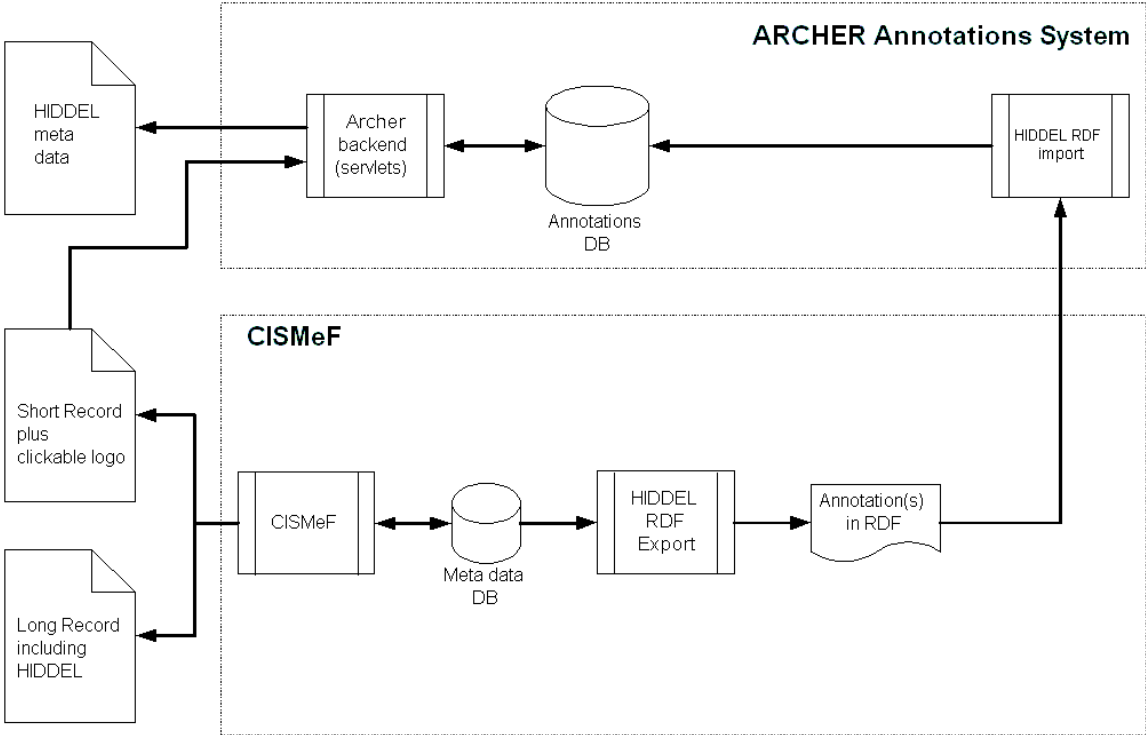 ARCHER Annotations System
HIDDEL
meta
data
Archer
backend
(servlets)
Annotations
DB
HIDDEL RDF
import
CISMeF
Short Record
plus
clickable logo
CISMeF
Meta data
DB
HIDDEL
RDF
Export
Annotation(s)
in RDF
Long Record
including
HIDDEL